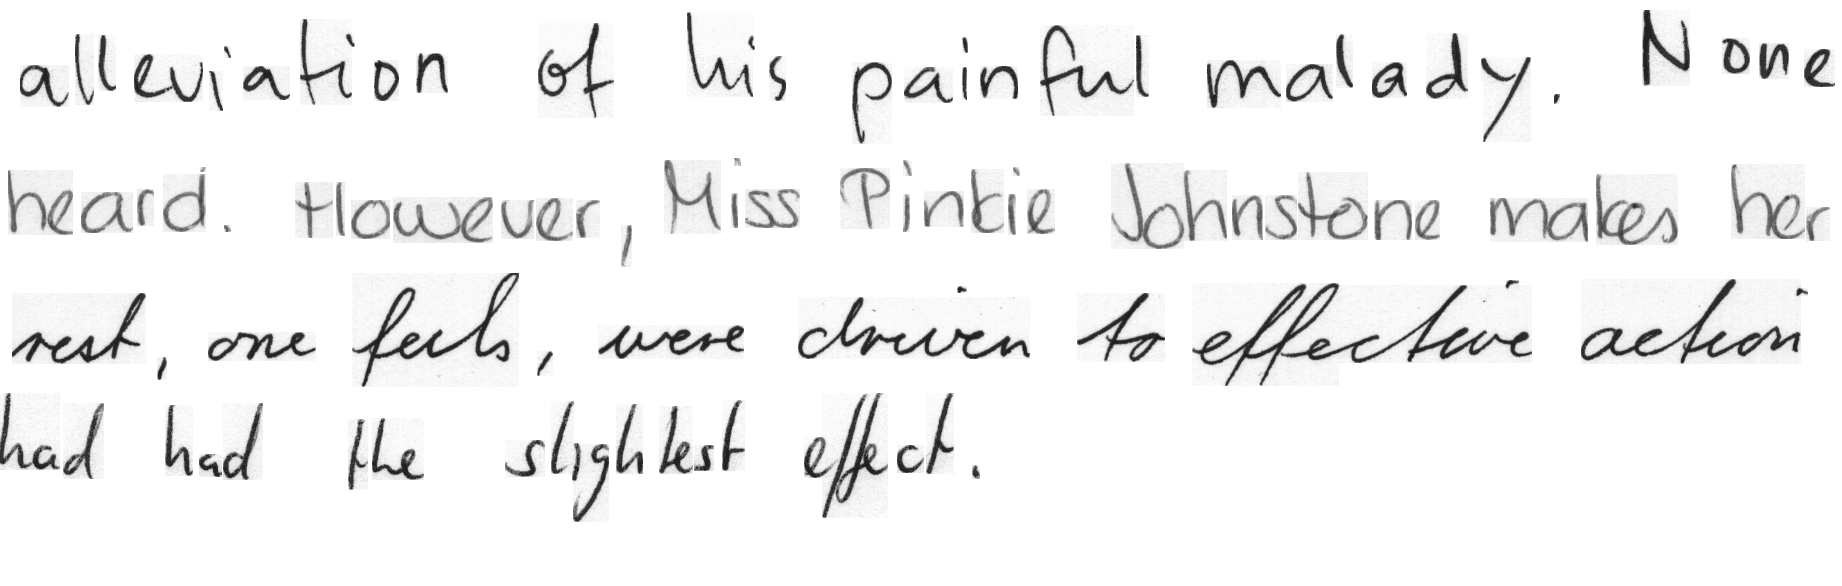 alleviation of his painful malady. None
heard. However, Miss Pinkie Johnstone makes her
rest, one feels, were driven to effective action
had had the slightest effect.